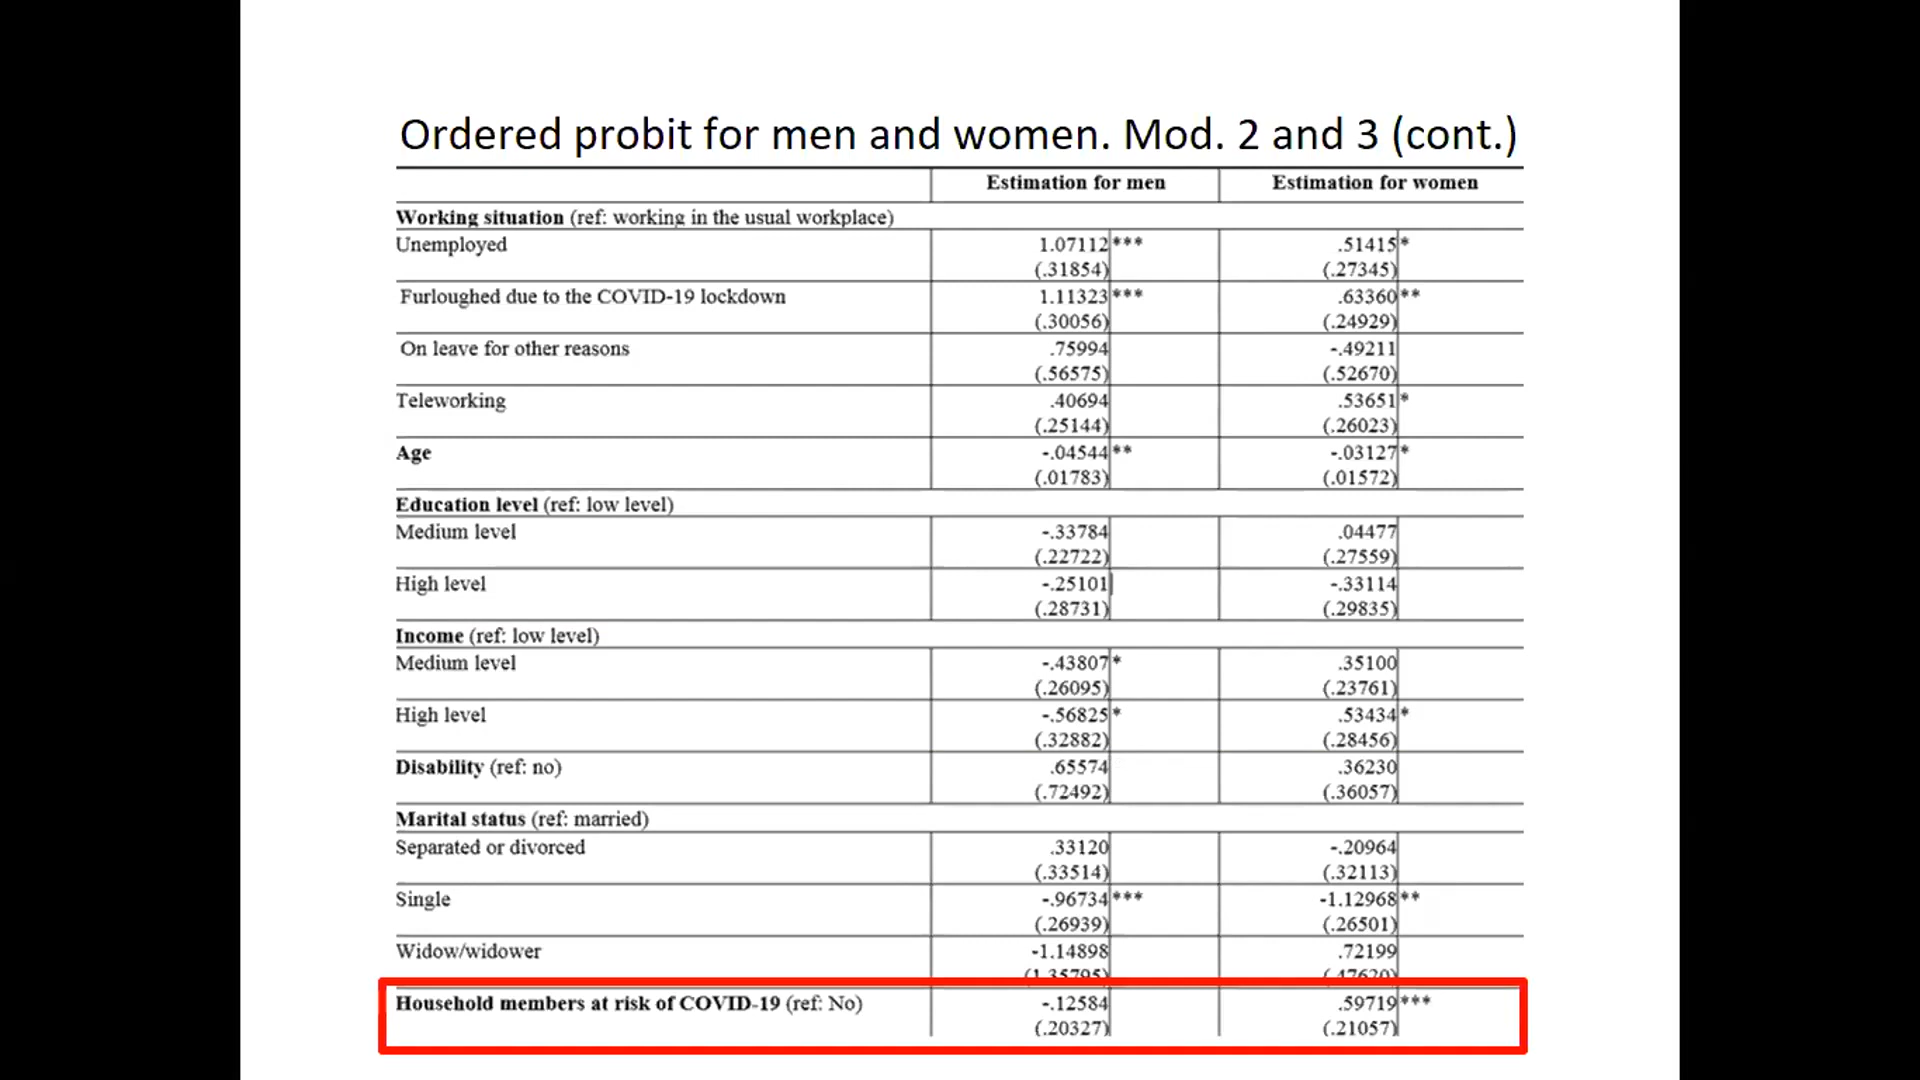 Ordered probit for men and women. Mod. 2 and 3 (cont.)
Estimation for men Estimation for women
Working situation (ref: working in the usual workplace)
Unemployed 1.07112*** .51415*
(.31854) (.27345)
Furloughed due to the COVID-19 lockdown 1.11323*** .63360**
(.30056) (.24929)
On leave for other reasons .75994 -.49211
(.56575) (.52670)
Teleworking .40694 .53651*
(.25144) (.26023)
Age -.04544** -.03127*
(.01783) (.01572)
Education level (ref: low level)
Medium level -.33784 .04477
(.22722) (.27559)
High level -.25101 -.33114
(.28731) (.29835)
Income (ref: low level)
Medium level -.43807* .35100
(.26095) (.23761)
High level -.56825* .53434*
(.32882) (.28456)
Disability (ref: no) .65574 .36230
(.72492) (.36057)
Marital status (ref: married)
Separated or divorced .33120 -.20964
(.33514) (.32113)
Single -.96734*** -1.12968**
(.26939) (.26501)
Widow/widower -1.14898 .72199
(1.35795) (.47620)
Household members at risk of COVID-19 (ref: No) -.12584 .59719***
(.20327) (.21057)